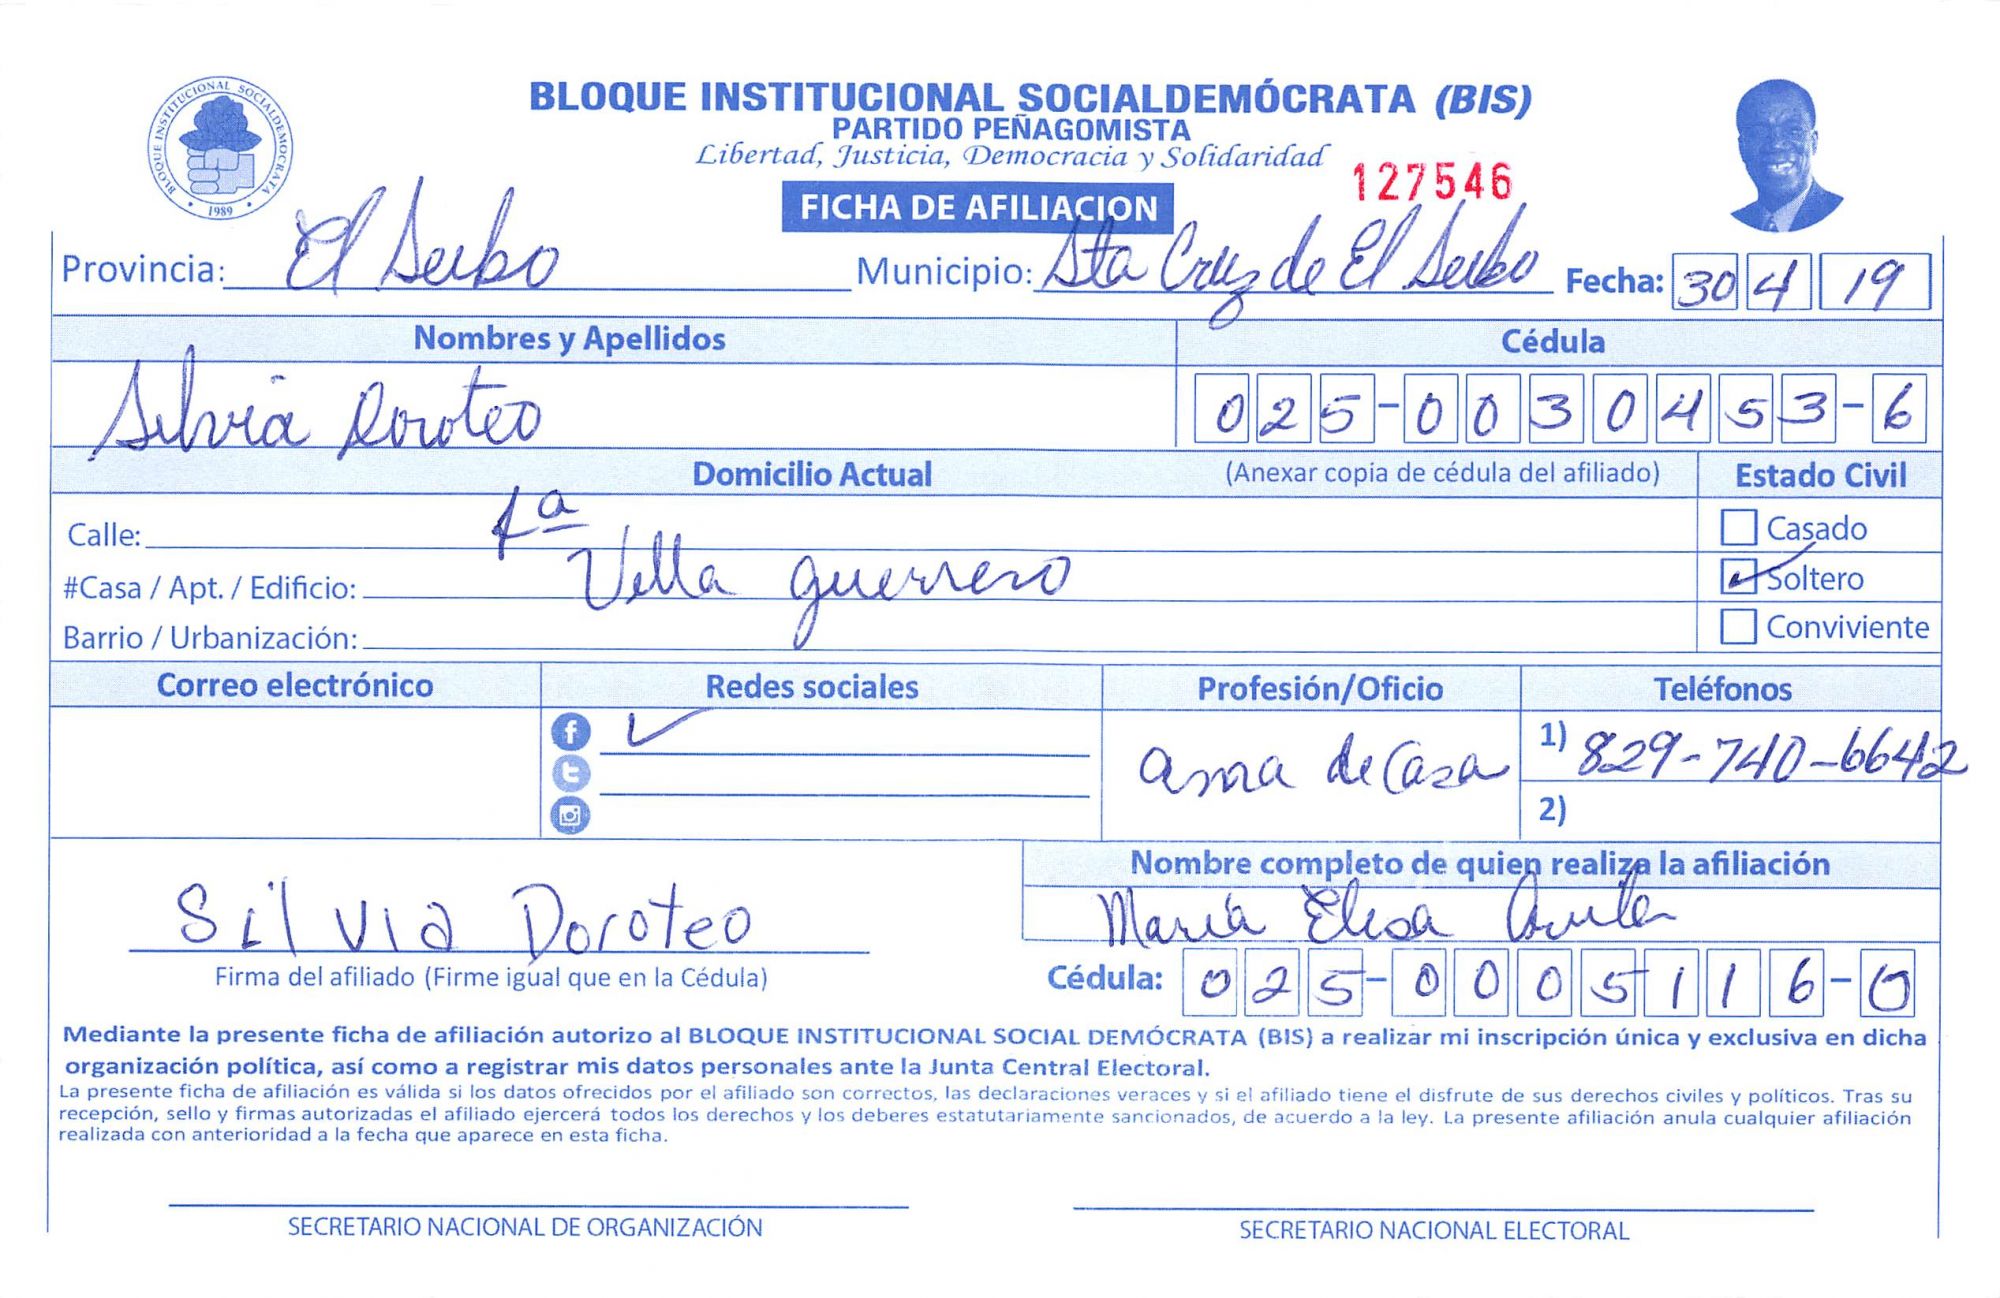 BLOQUE INSTITUCIONAL SOCIALDEMOCRATA
1989
BLOQUE INSTITUCIONAL SOCIALDEMÓCRATA (BIS)
PARTIDO PEÑAGOMISTA
Libertad, Justicia, Democracia y Solidaridad
127546
FICHA DE AFILIACION
Provincia: El Seibo Municipio: Sta Cruz de El Seibo Fecha: 30 4 19
Nombres y Apellidos Cédula
Silvia Doroteo 025-0030453-6
Domicilio Actual (Anexar copia de cédula del afiliado) Estado Civil
Calle: 1a Casado
#Casa / Apt. / Edificio: Villa guerrero Soltero
Barrio / Urbanización: Conviviente
Correo electrónico Redes sociales Profesión/Oficio Teléfonos
ama de Casa 1) 829-740-6642
2)
Nombre completo de quien realiza la afiliación
Silvia Doroteo María Elisa
Firma del afiliado (Firme igual que en la Cédula) Cédula: 025-0005116-0
Mediante la presente ficha de afiliación autorizo al BLOQUE INSTITUCIONAL SOCIAL DEMÓCRATA (BIS) a realizar mi inscripción única y exclusiva en dicha
organización política, así como a registrar mis datos personales ante la Junta Central Electoral.
La presente ficha de afiliación es válida si los datos ofrecidos por el afiliado son correctos, las declaraciones veraces y si el afiliado tiene el disfrute de sus derechos civiles y políticos. Tras su
recepción, sello y firmas autorizadas el afiliado ejercerá todos los derechos y los deberes estatutariamente sancionados, de acuerdo a la ley. La presente afiliación anula cualquier afiliación
realizada con anterioridad a la fecha que aparece en esta ficha.
SECRETARIO NACIONAL DE ORGANIZACIÓN SECRETARIO NACIONAL ELECTORAL